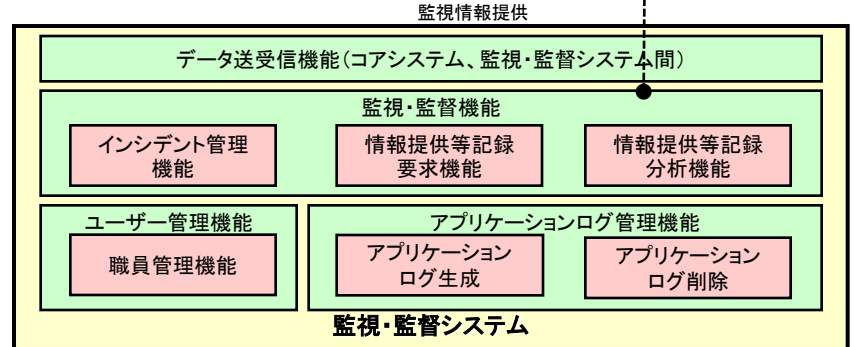 監視情報提供
データ送受信機能(コアシステム、監視・監督システム間)
監視・監督機能
インシデント管理
機能
情報提供等記録
要求機能
情報提供等記録
分析機能
ユーザー管理機能
職員管理機能
アプリケーションログ管理機能
アプリケーション
ログ生成
アプリケーション
ログ削除
監視・監督システム